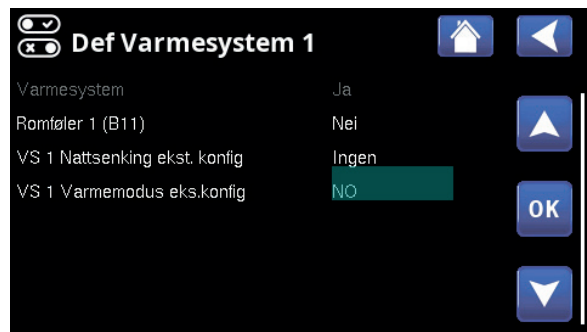 Def Varmesystem 1
Varmesystem Ja
Romføler 1 (B11) Nei
VS 1 Nattsenking ekst. konfig Ingen
VS 1 Varmemodus eks.konfig NO
OK